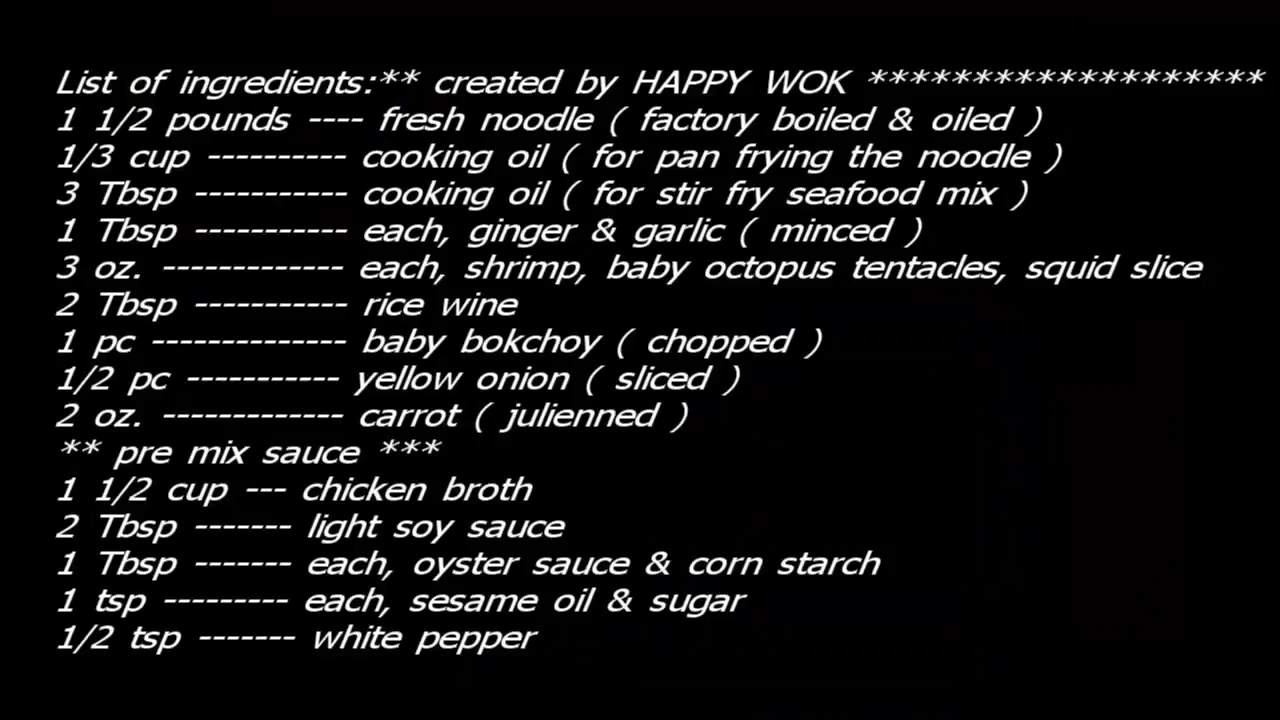 List of ingredients:** created by HAPPY WOK *******************
1 1/2 pounds ---- fresh noodle ( factory boiled & oiled )
1/3 cup ---------- cooking oil ( for pan frying the noodle )
3 Tbsp ----------- cooking oil ( for stir fry seafood mix )
1 Tbsp ----------- each, ginger & garlic ( minced )
3 oz. ------------- each, shrimp, baby octopus tentacles, squid slice
2 Tbsp ----------- rice wine
1 pc -------------- baby bokchoy ( chopped )
1/2 pc ----------- yellow onion ( sliced )
2 oz. ------------- carrot ( julienned )
** pre mix sauce ***
1 1/2 cup --- chicken broth
2 Tbsp ------- light soy sauce
1 Tbsp ------- each, oyster sauce & corn starch
1 tsp --------- each, sesame oil & sugar
1/2 tsp ------- white pepper